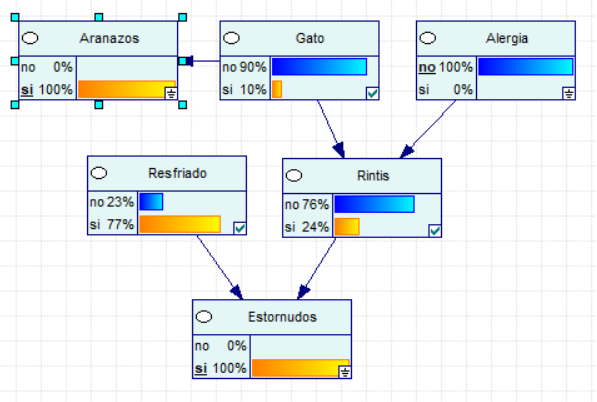 Aranazos
no 0%
si 100%
Gato
no 90%
si 10%
Alergia
no 100%
si 0%
Resfriado
no 23%
si 77%
Rintis
no 76%
si 24%
Estornudos
no 0%
si 100%